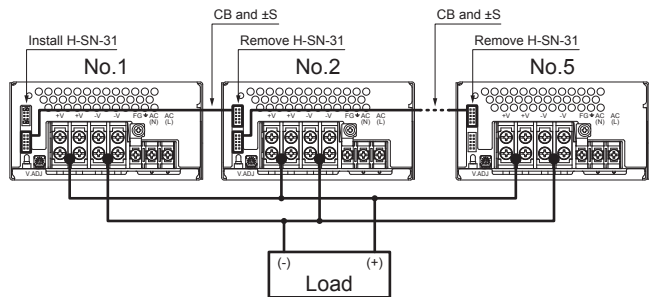 CB and ±S
CB and ±S
Install H-SN-31
Remove H-SN-31
Remove H-SN-31
No.1
No.2
No.5
+V +V -V -V FG AC (N) AC (L)
+V +V -V -V FG AC (N) AC (L)
+V +V -V -V FG AC (N) AC (L)
V.ADJ
V.ADJ
V.ADJ
(-) (+)
Load